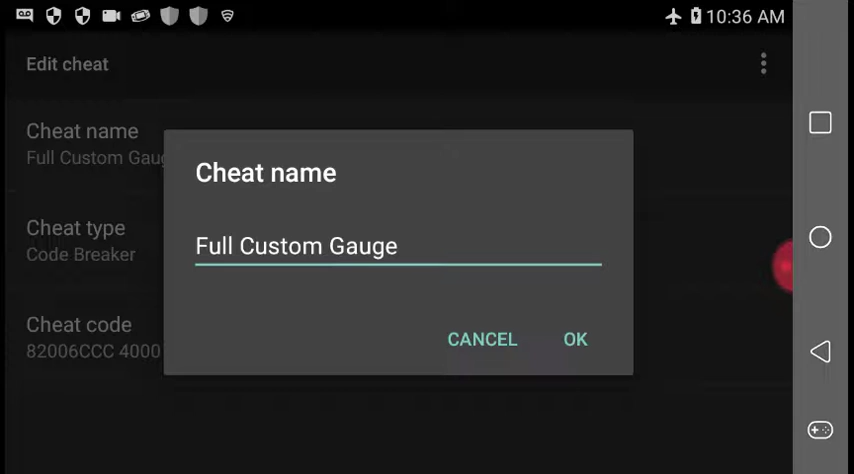 10:36 AM
Edit cheat
Cheat name
Full Custom Gaug
Cheat type
Code Breaker
Cheat code
82006CCC 4000
Cheat name
Full Custom Gauge
CANCEL OK